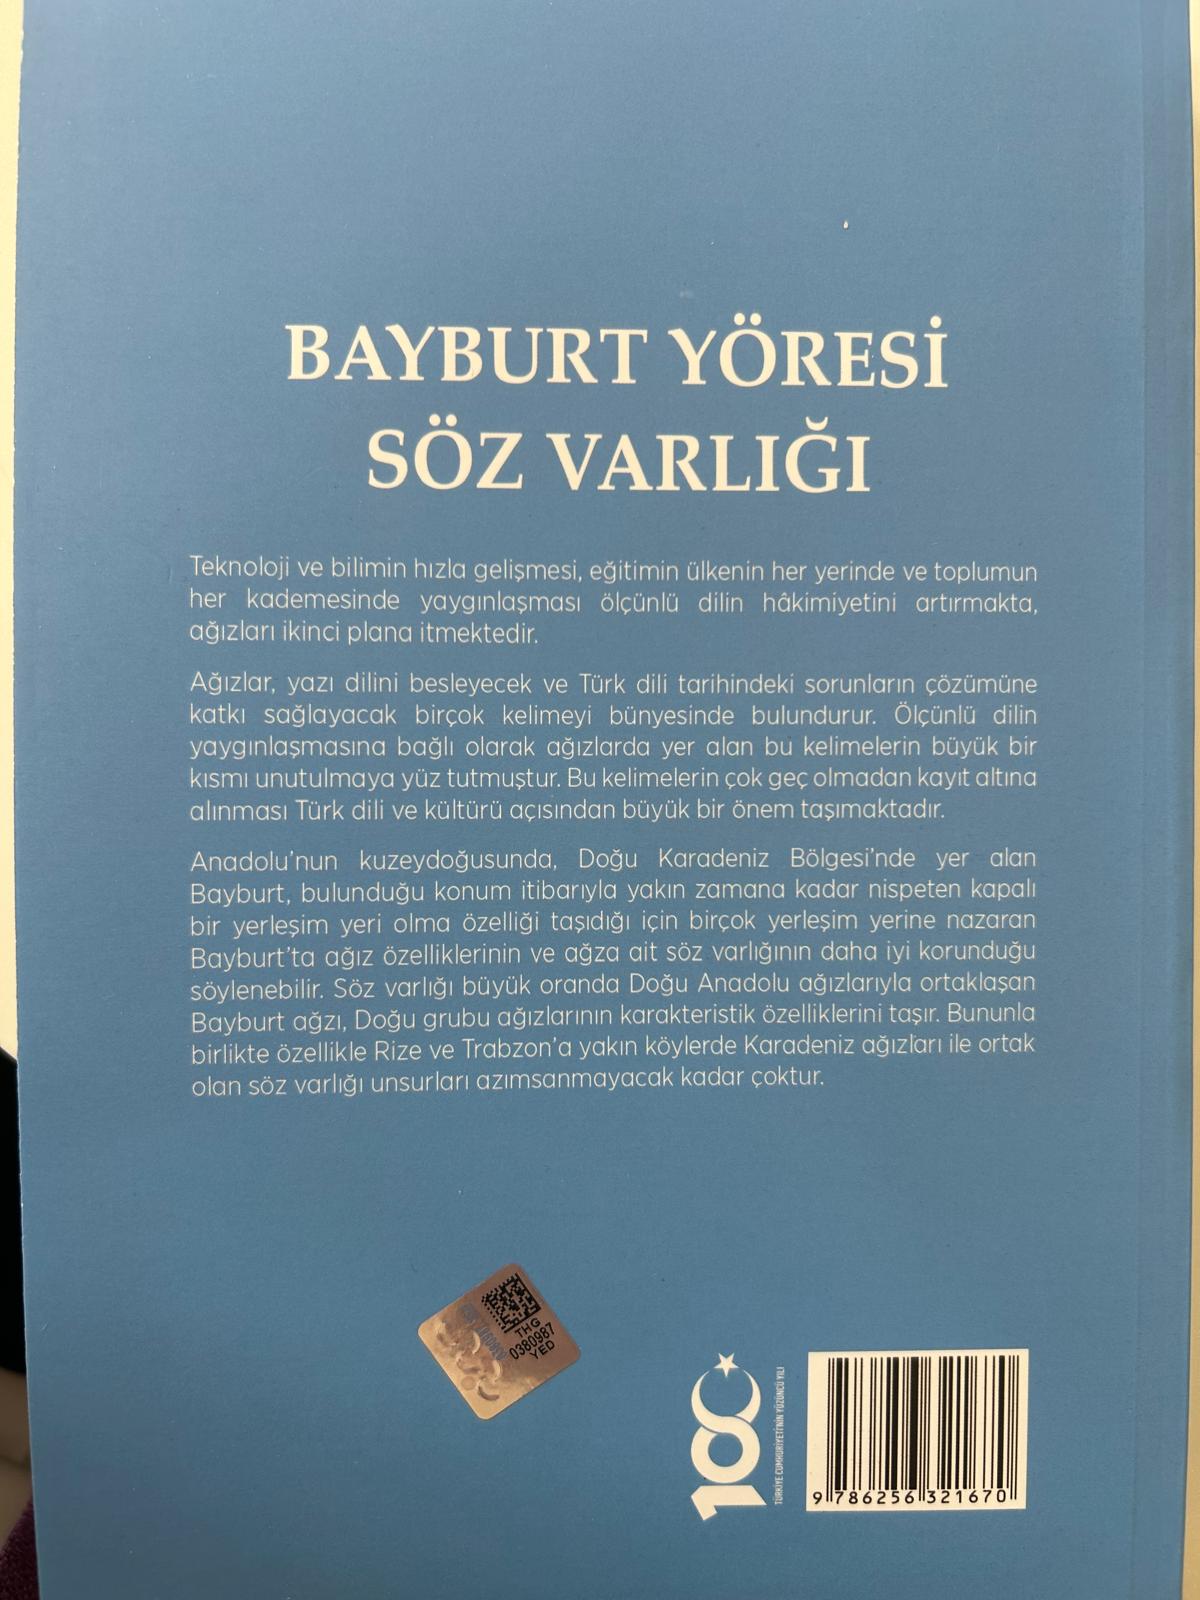 BAYBURT YÖRESİ
SÖZ VARLIĞI
Teknoloji ve bilimin hızla gelişmesi, eğitimin ülkenin her yerinde ve toplumun
her kademesinde yaygınlaşması ölçünlü dilin hâkimiyetini artırmakta,
ağızları ikinci plana itmektedir.
Ağızlar, yazı dilini besleyecek ve Türk dili tarihindeki sorunların çözümüne
katkı sağlayacak birçok kelimeyi bünyesinde bulundurur. Ölçünlü dilin
yaygınlaşmasına bağlı olarak ağızlarda yer alan bu kelimelerin büyük bir
kısmı unutulmaya yüz tutmuştur. Bu kelimelerin çok geç olmadan kayıt altına
alınması Türk dili ve kültürü açısından büyük bir önem taşımaktadır.
Anadolu'nun kuzeydoğusunda, Doğu Karadeniz Bölgesi'nde yer alan
Bayburt, bulunduğu konum itibarıyla yakın zamana kadar nispeten kapalı
bir yerleşim yeri olma özelliği taşıdığı için birçok yerleşim yerine nazaran
Bayburt'ta ağız özelliklerinin ve ağza ait söz varlığının daha iyi korunduğu
söylenebilir. Söz varlığı büyük oranda Doğu Anadolu ağızlarıyla ortaklaşan
Bayburt ağzı, Doğu grubu ağızlarının karakteristik özelliklerini taşır. Bununla
birlikte özellikle Rize ve Trabzon'a yakın köylerde Karadeniz ağızları ile ortak
olan söz varlığı unsurları azımsanmayacak kadar çoktur.
THG
0380987
YED
100
TÜRKİYE CUMHURİYETİ'NİN YÜZÜNCÜ YILI
9 786256 321670